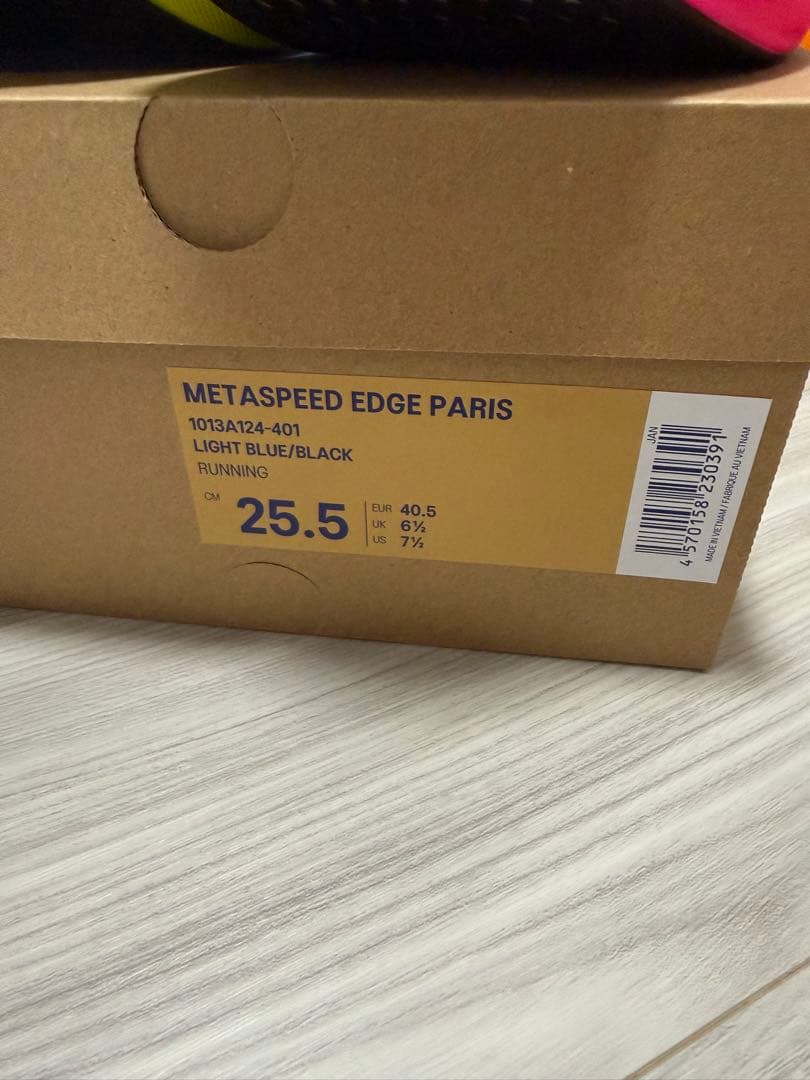 METASPEED EDGE PARIS
1013A124-401
LIGHT BLUE/BLACK
RUNNING
CM 25.5
EUR 40.5
UK 6½
US 7½
JAN
4 570158 230391
MADE IN VIETNAM / FABRIQUE AU VIETNAM